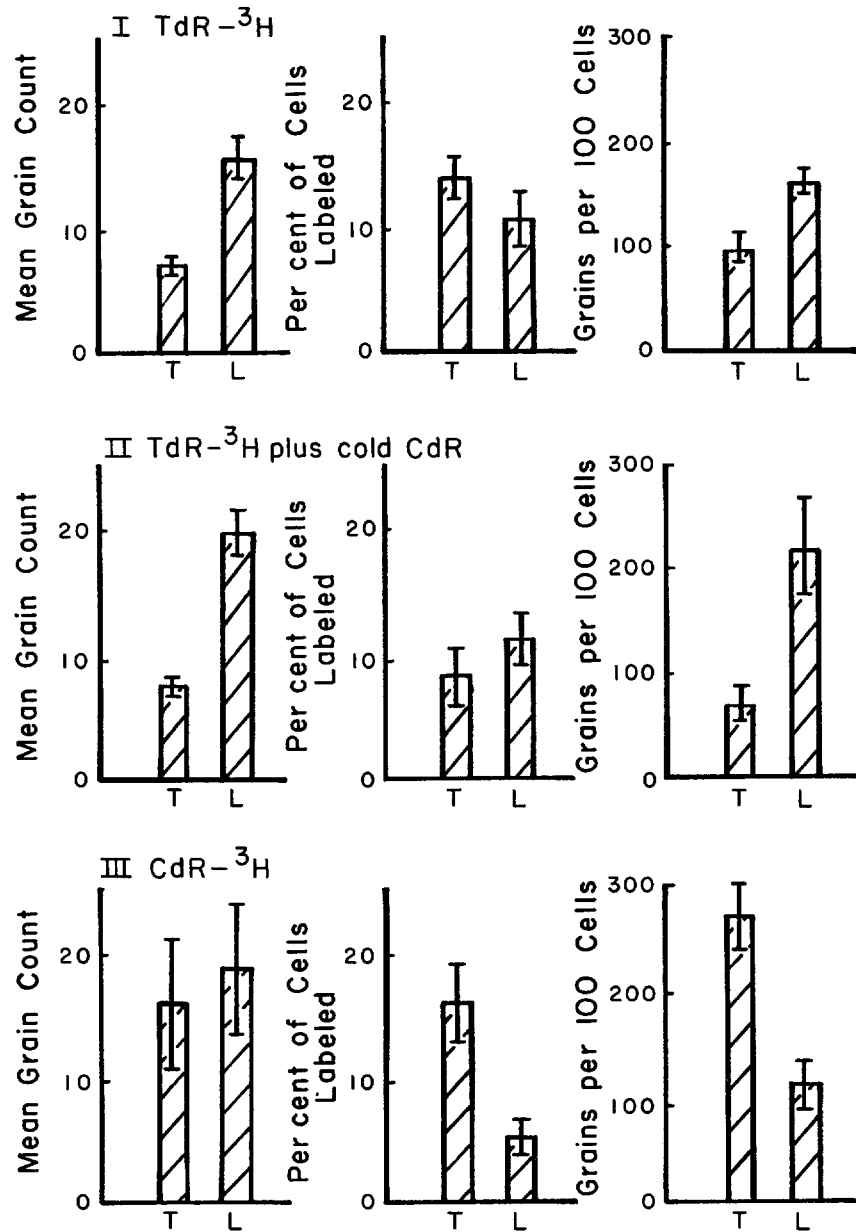 I TdR-³H
Mean Grain Count
20
10
0
T L
Per cent of Cells
Labeled
20
10
0
T L
Grains per 100 Cells
300
200
100
0
T L
II TdR-³H plus cold CdR
Mean Grain Count
20
10
0
T L
Per cent of Cells
Labeled
20
10
0
T L
Grains per 100 Cells
300
200
100
0
T L
III CdR-³H
Mean Grain Count
20
10
0
T L
Per cent of Cells
Labeled
20
10
0
T L
Grains per 100 Cells
300
200
100
0
T L